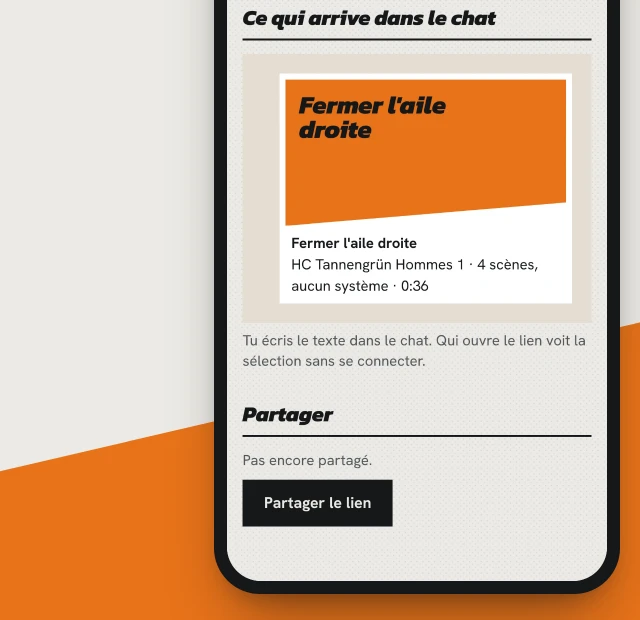 Ce qui arrive dans le chat
Fermer l'aile
droite
Fermer l'aile droite
HC Tannengrün Hommes 1 · 4 scènes,
aucun système · 0:36
Tu écris le texte dans le chat. Qui ouvre le lien voit la
sélection sans se connecter.
Partager
Pas encore partagé.
Partager le lien